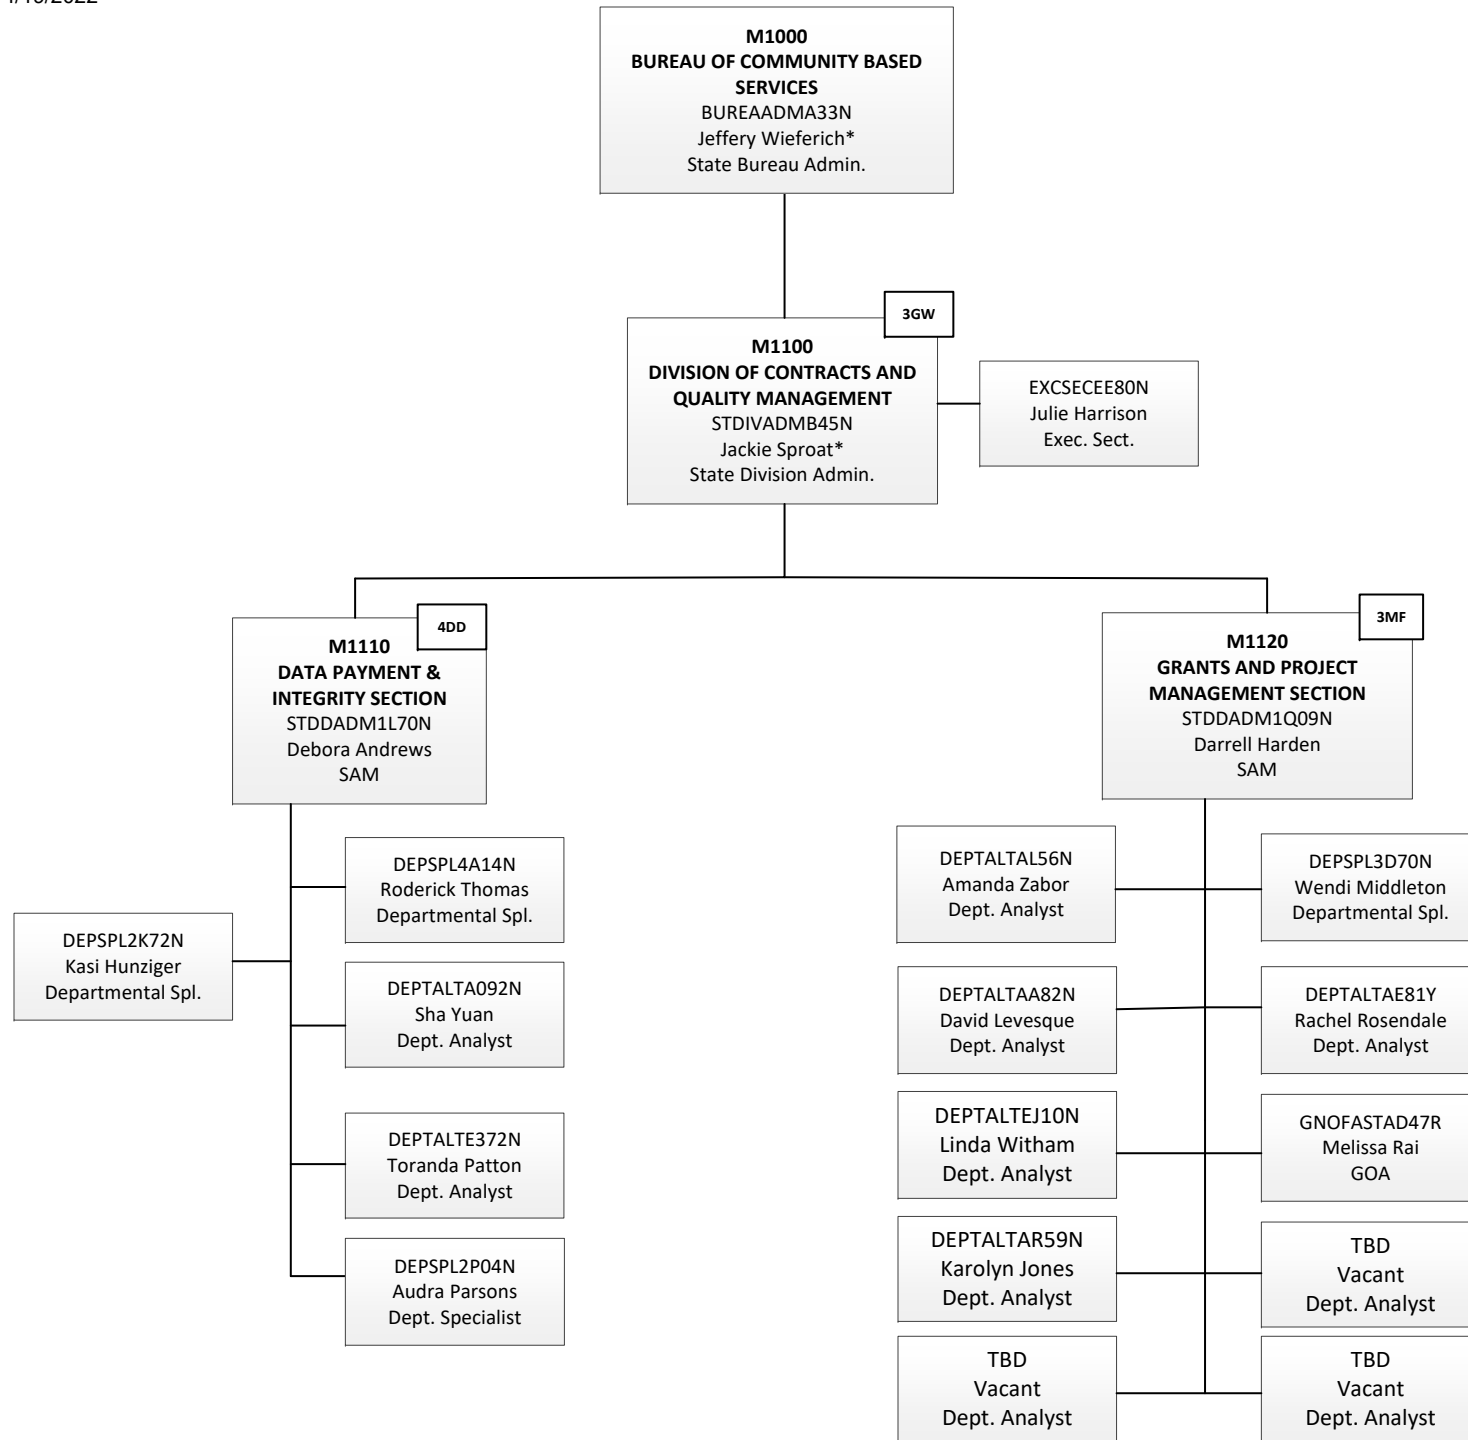 M1000
BUREAU OF COMMUNITY BASED
SERVICES
BUREAADMA33N
Jeffery Wieferich*
State Bureau Admin.
3GW
M1100
DIVISION OF CONTRACTS AND
QUALITY MANAGEMENT
STDIVADMB45N
Jackie Sproat*
State Division Admin.
EXCSECEE80N
Julie Harrison
Exec. Sect.
4DD
M1110
DATA PAYMENT &
INTEGRITY SECTION
STDDADM1L70N
Debora Andrews
SAM
3MF
M1120
GRANTS AND PROJECT
MANAGEMENT SECTION
STDDADM1Q09N
Darrell Harden
SAM
DEPSPL4A14N
Roderick Thomas
Departmental Spl.
DEPSPL2K72N
Kasi Hunziger
Departmental Spl.
DEPTALTA092N
Sha Yuan
Dept. Analyst
DEPTALTE372N
Toranda Patton
Dept. Analyst
DEPSPL2P04N
Audra Parsons
Dept. Specialist
DEPTALTAL56N
Amanda Zabor
Dept. Analyst
DEPSPL3D70N
Wendi Middleton
Departmental Spl.
DEPTALTAA82N
David Levesque
Dept. Analyst
DEPTALTAE81Y
Rachel Rosendale
Dept. Analyst
DEPTALTEJ10N
Linda Witham
Dept. Analyst
GNOFASTAD47R
Melissa Rai
GOA
DEPTALTAR59N
Karolyn Jones
Dept. Analyst
TBD
Vacant
Dept. Analyst
TBD
Vacant
Dept. Analyst
TBD
Vacant
Dept. Analyst